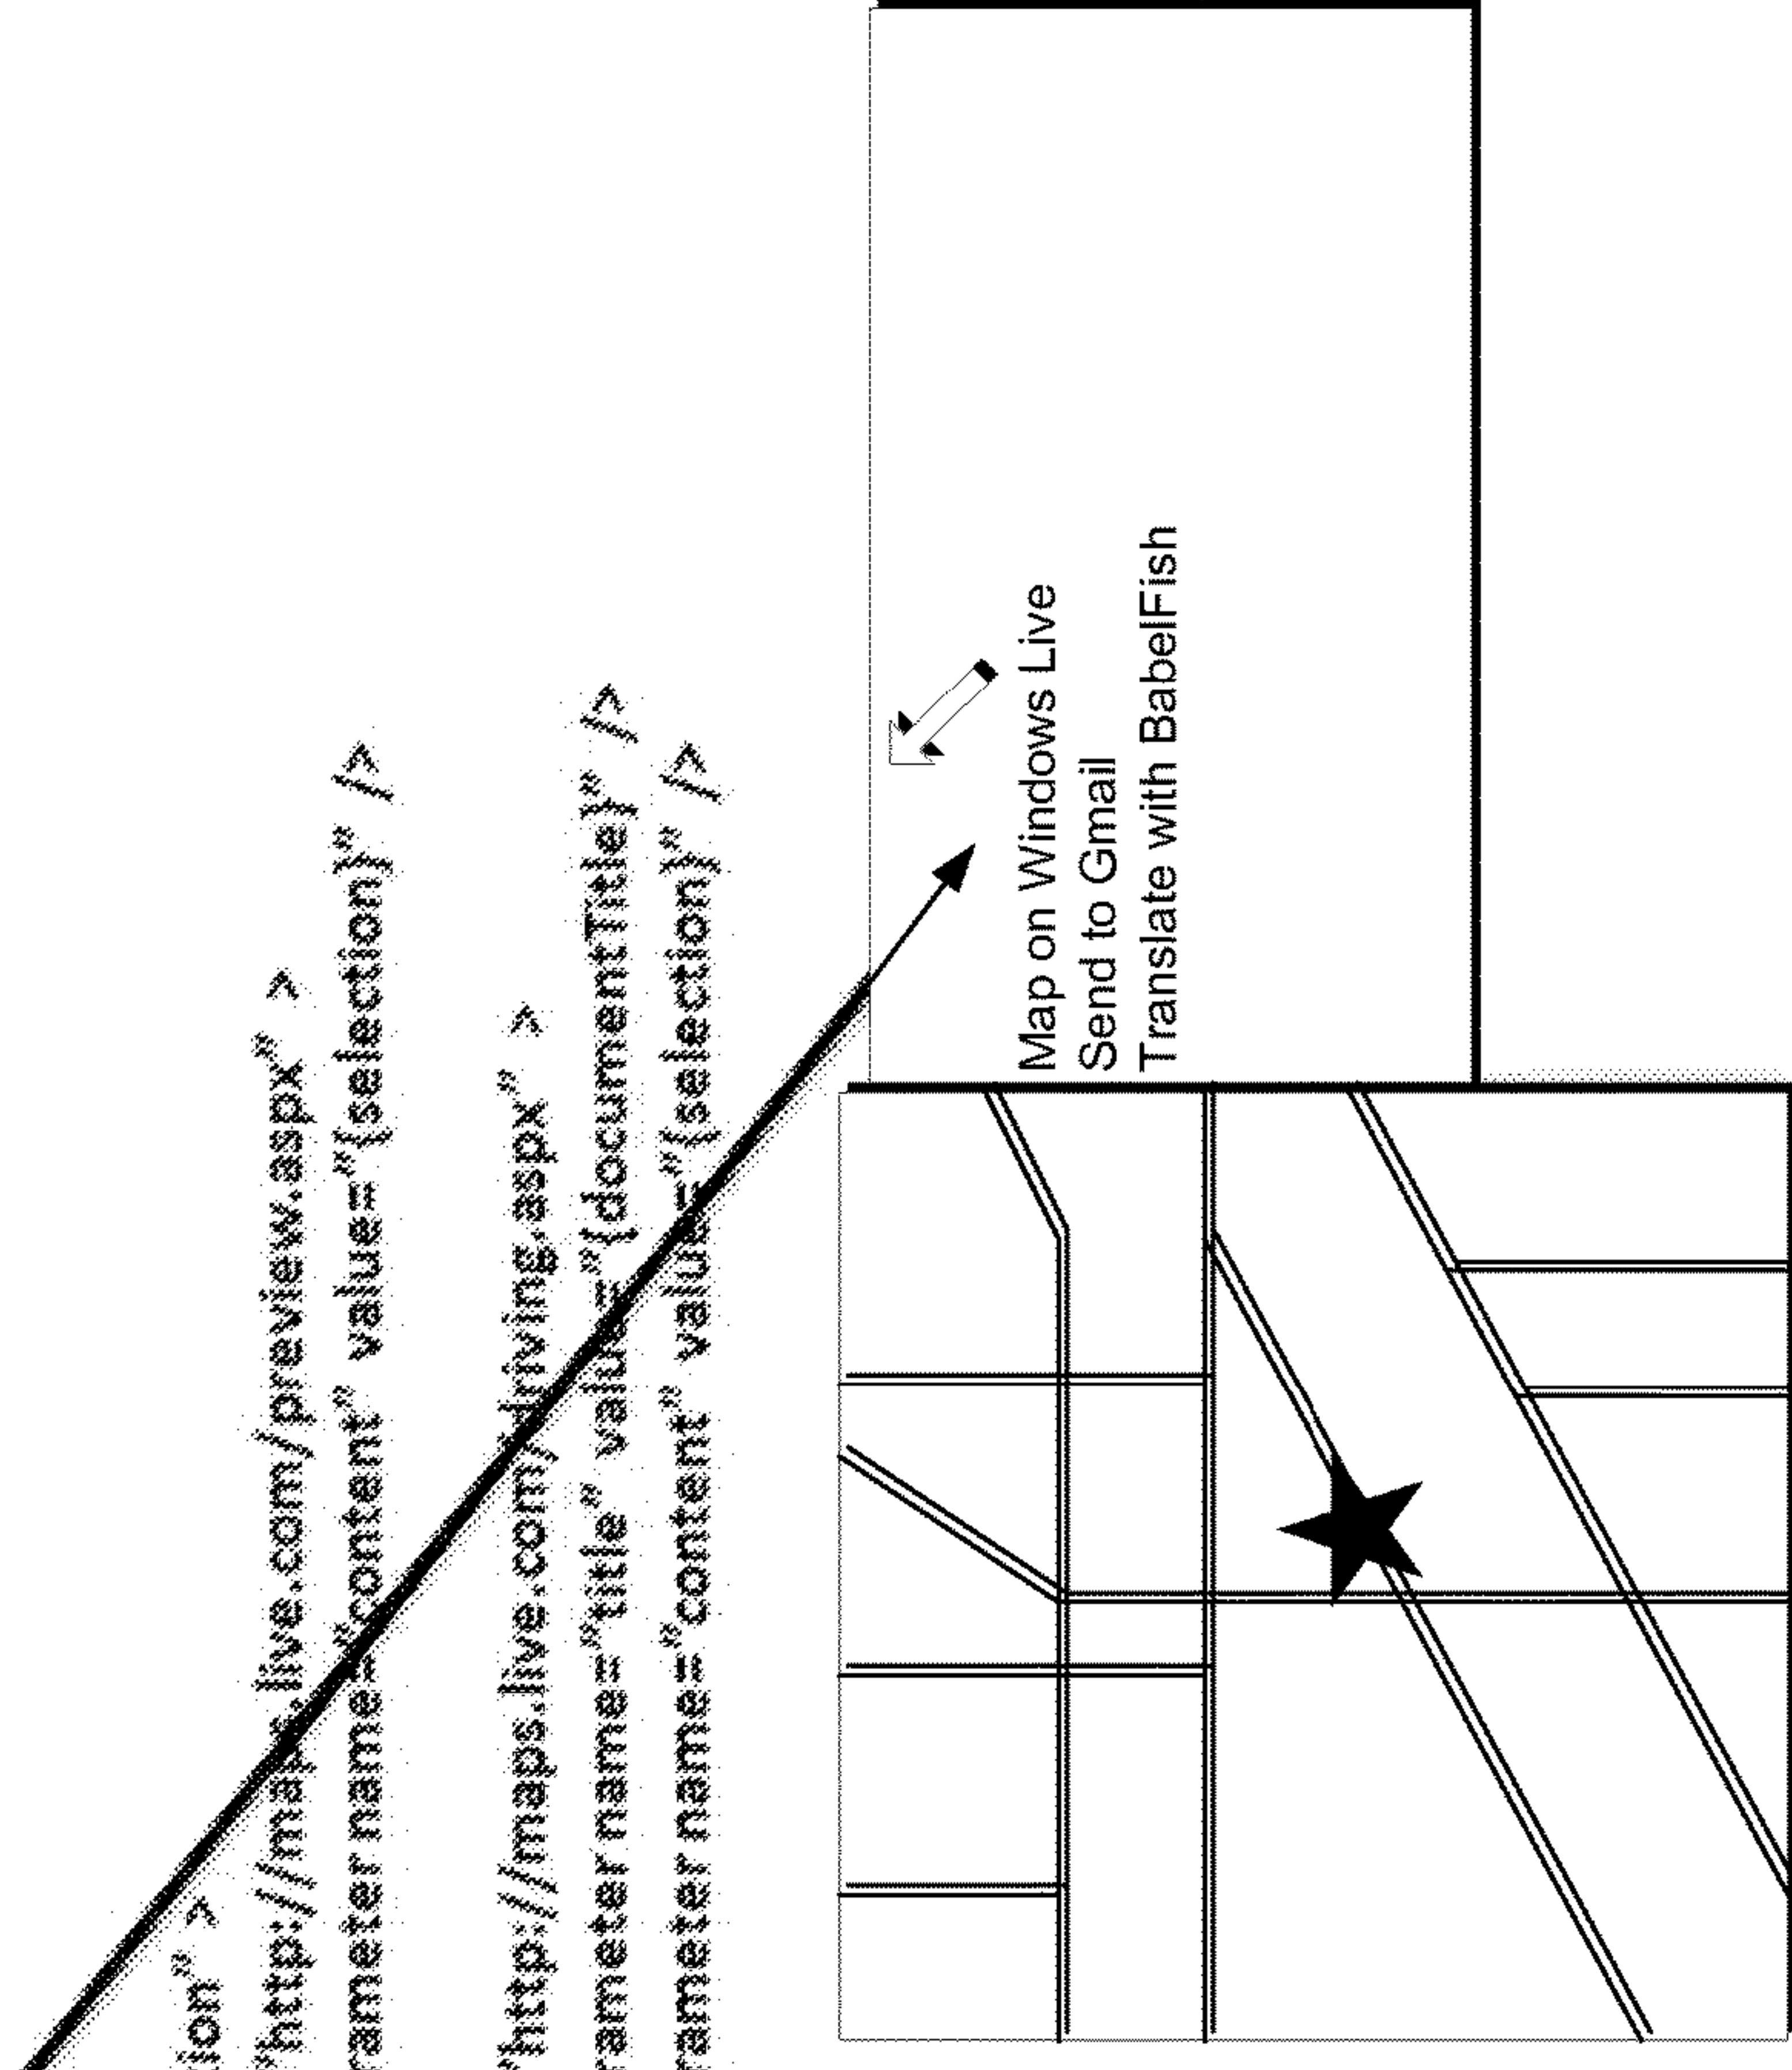 ion" >
"http://maps.live.com/preview.aspx" >
rameter name="content" value="{selection}" />
"http://maps.live.com/driving.aspx" >
rameter name="title" value="{documentTitle}" />
rameter name="content" value="{selection}" />
Map on Windows Live
Send to Gmail
Translate with BabelFish